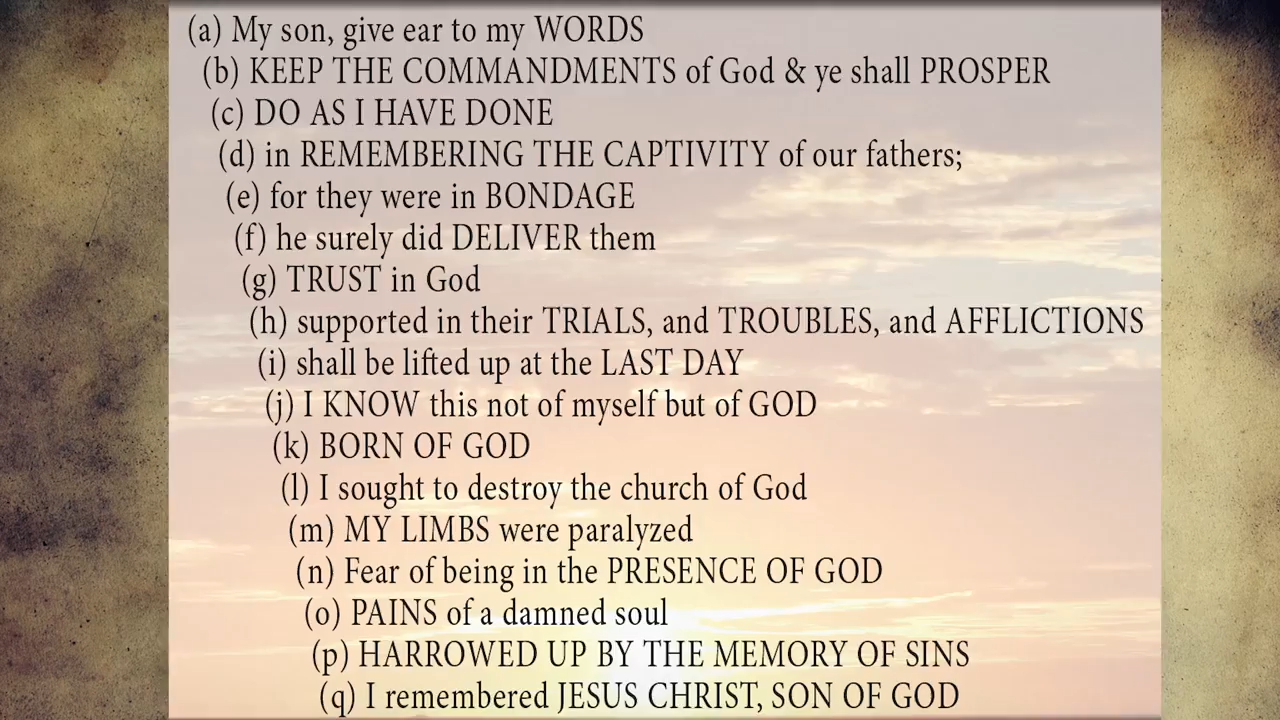 (a) My son, give ear to my WORDS
(b) KEEP THE COMMANDMENTS of God & ye shall PROSPER
(c) DO AS I HAVE DONE
(d) in REMEMBERING THE CAPTIVITY of our fathers;
(e) for they were in BONDAGE
(f) he surely did DELIVER them
(g) TRUST in God
(h) supported in their TRIALS, and TROUBLES, and AFFLICTIONS
(i) shall be lifted up at the LAST DAY
(j) I KNOW this not of myself but of GOD
(k) BORN OF GOD
(l) I sought to destroy the church of God
(m) MY LIMBS were paralyzed
(n) Fear of being in the PRESENCE OF GOD
(o) PAINS of a damned soul
(p) HARROWED UP BY THE MEMORY OF SINS
(q) I remembered JESUS CHRIST, SON OF GOD